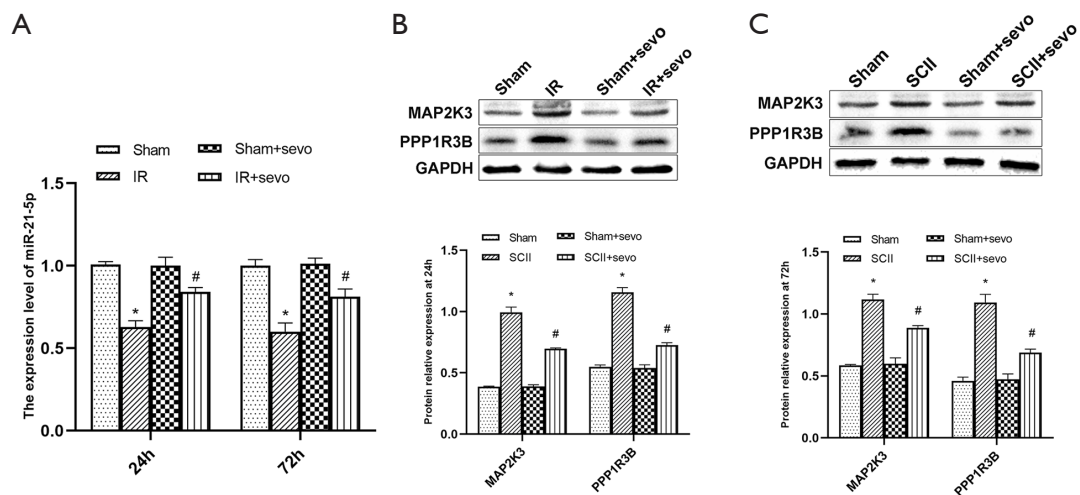 A
Sham
Sham+sevo
IR
IR+sevo
The expression level of miR-21-5p
1.5
1.0
0.5
0.0
*
#
*
#
24h
72h
B
Sham
IR
Sham+sevo
IR+sevo
MAP2K3
PPP1R3B
GAPDH
Sham
Sham+sevo
SCII
SCII+sevo
Protein relative expression at 24h
1.5
1.0
0.5
0.0
*
#
*
#
MAP2K3
PPP1R3B
C
Sham
SCII
Sham+sevo
SCII+sevo
MAP2K3
PPP1R3B
GAPDH
Sham
Sham+sevo
SCII
SCII+sevo
Protein relative expression at 72h
1.5
1.0
0.5
0.0
*
#
*
#
MAP2K3
PPP1R3B